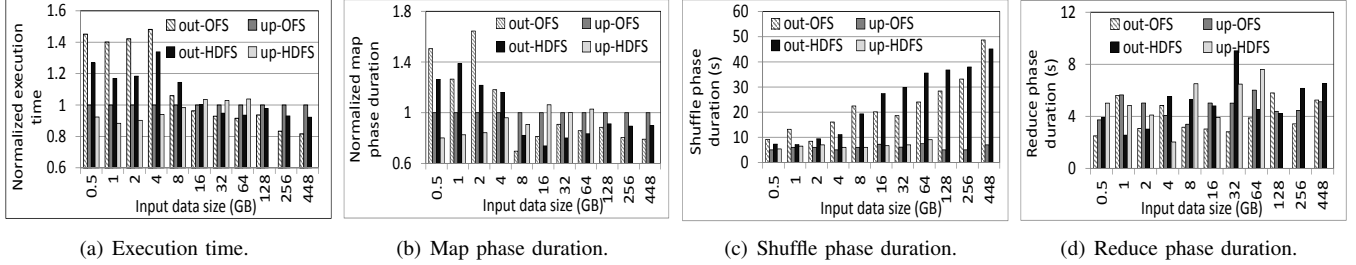 Normalized execution time
1.6
1.4
1.2
1
0.8
0.6
out-OFS
up-OFS
out-HDFS
up-HDFS
0.5
1
2
4
8
16
32
64
128
256
448
Input data size (GB)
(a) Execution time.
Normalized map phase duration
1.8
1.4
1
0.6
out-OFS
up-OFS
out-HDFS
up-HDFS
0.5
1
2
4
8
16
32
64
128
256
448
Input data size (GB)
(b) Map phase duration.
Shuffle phase duration (s)
60
50
40
30
20
10
0
out-OFS
up-OFS
out-HDFS
up-HDFS
0.5
1
2
4
8
16
32
64
128
256
448
Input data size (GB)
(c) Shuffle phase duration.
Reduce phase duration (s)
12
8
4
0
out-OFS
up-OFS
out-HDFS
up-HDFS
0.5
1
2
4
8
16
32
64
128
256
448
Input data size (GB)
(d) Reduce phase duration.